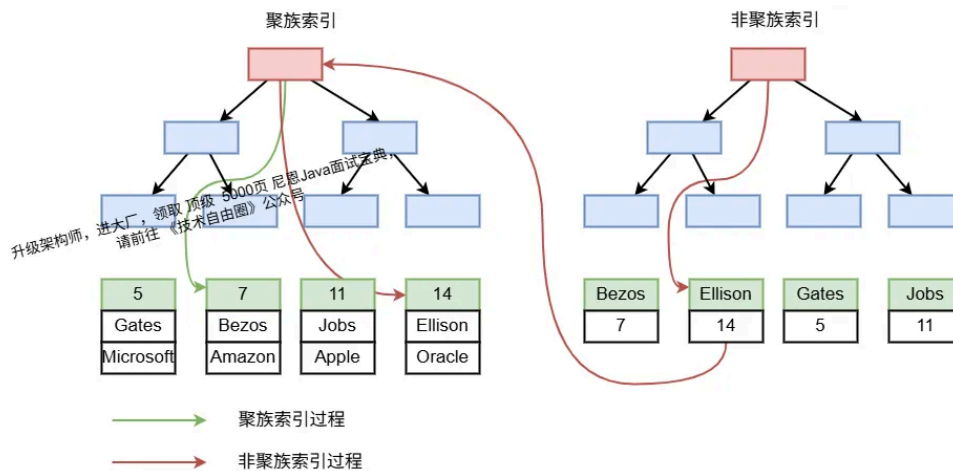 聚族索引
非聚族索引
升级架构师，进大厂，领取 顶级 5000页 尼恩Java面试宝典，
请前往 《技术自由圈》公众号
5
7
11
14
Gates
Bezos
Jobs
Ellison
Microsoft
Amazon
Apple
Oracle
Bezos
Ellison
Gates
Jobs
7
14
5
11
聚族索引过程
非聚族索引过程